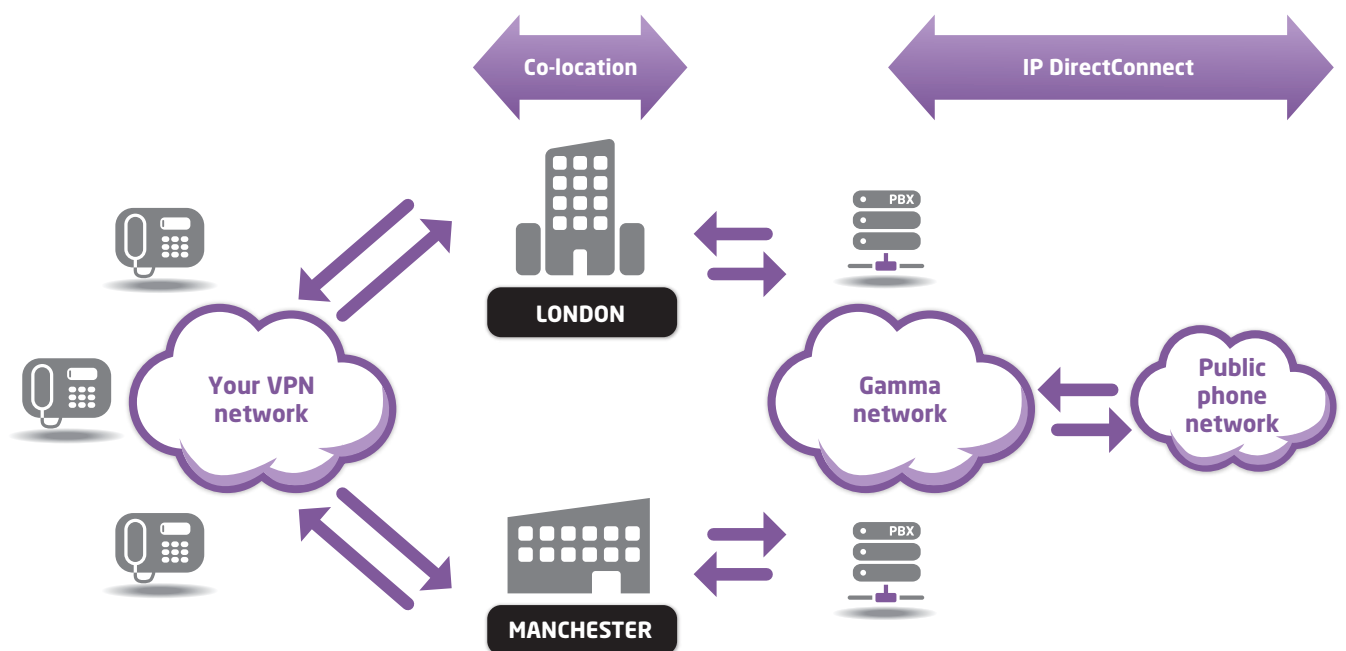 Co-location
IP DirectConnect
PBX
LONDON
Your VPN
network
Gamma
network
Public
phone
network
PBX
MANCHESTER